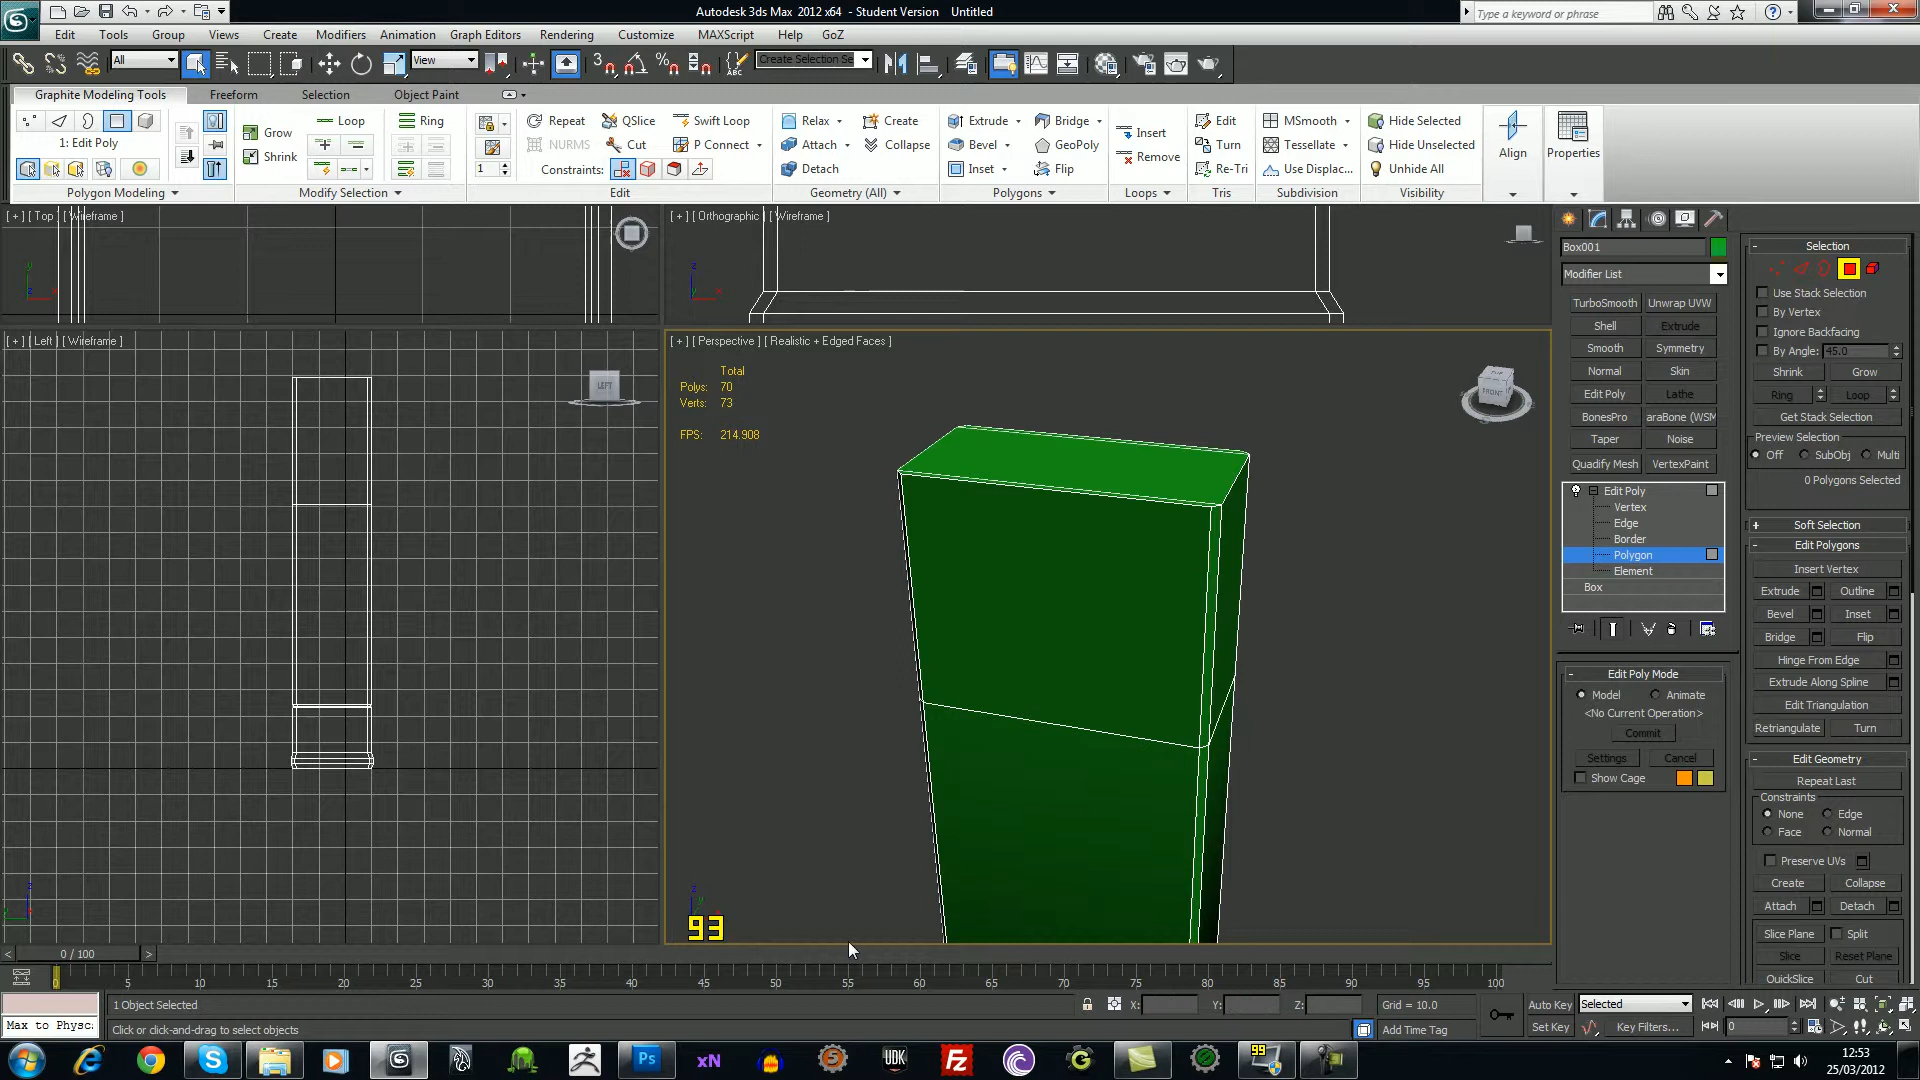 Autodesk 3ds Max 2012 x64 - Student Version Untitled
Type a keyword or phrase
Edit Tools Group Views Create Modifiers Animation Graph Editors Rendering Customize MAXScript Help GoZ
All View 3 Create Selection Se
Graphite Modeling Tools Freeform Selection Object Paint
Grow Loop Ring Repeat QSlice Swift Loop Relax Create Extrude Bridge Insert Edit MSmooth Hide Selected
1: Edit Poly Shrink NURMS Cut P Connect Attach Collapse Bevel GeoPoly Remove Turn Tessellate Hide Unselected Align Properties
1 Constraints: Detach Inset Flip Re-Tri Use Displac... Unhide All
Polygon Modeling Modify Selection Edit Geometry (All) Polygons Loops Tris Subdivision Visibility
[ + ] [ Top ] [ Wireframe ]
[ + ] [ Orthographic ] [ Wireframe ]
[ + ] [ Left ] [ Wireframe ]
LEFT
[ + ] [ Perspective ] [ Realistic + Edged Faces ]
Total
Polys: 70
Verts: 73
FPS: 214.908
FRONT
93
Box001
Modifier List
TurboSmooth Unwrap UVW
Shell Extrude
Smooth Symmetry
Normal Skin
Edit Poly Lathe
BonesPro araBone (WSM
Taper Noise
Quadify Mesh VertexPaint
Edit Poly
Vertex
Edge
Border
Polygon
Element
Box
Edit Poly Mode
Model Animate
<No Current Operation>
Commit
Settings Cancel
Show Cage
Selection
Use Stack Selection
By Vertex
Ignore Backfacing
By Angle: 45.0
Shrink Grow
Ring Loop
Get Stack Selection
Preview Selection
Off SubObj Multi
0 Polygons Selected
Soft Selection
Edit Polygons
Insert Vertex
Extrude Outline
Bevel Inset
Bridge Flip
Hinge From Edge
Extrude Along Spline
Edit Triangulation
Retriangulate Turn
Edit Geometry
Repeat Last
Constraints
None Edge
Face Normal
Preserve UVs
Create Collapse
Attach Detach
Slice Plane Split
Slice Reset Plane
QuickSlice Cut
0 / 100
0 5 10 15 20 25 30 35 40 45 50 55 60 65 70 75 80 85 90 95 100
1 Object Selected X: Y: Z: Grid = 10.0 Auto Key Selected
Max to Physc: Click or click-and-drag to select objects Add Time Tag Set Key Key Filters... 0
Ps xN 5 UDK Fz 99
12:53
25/03/2012